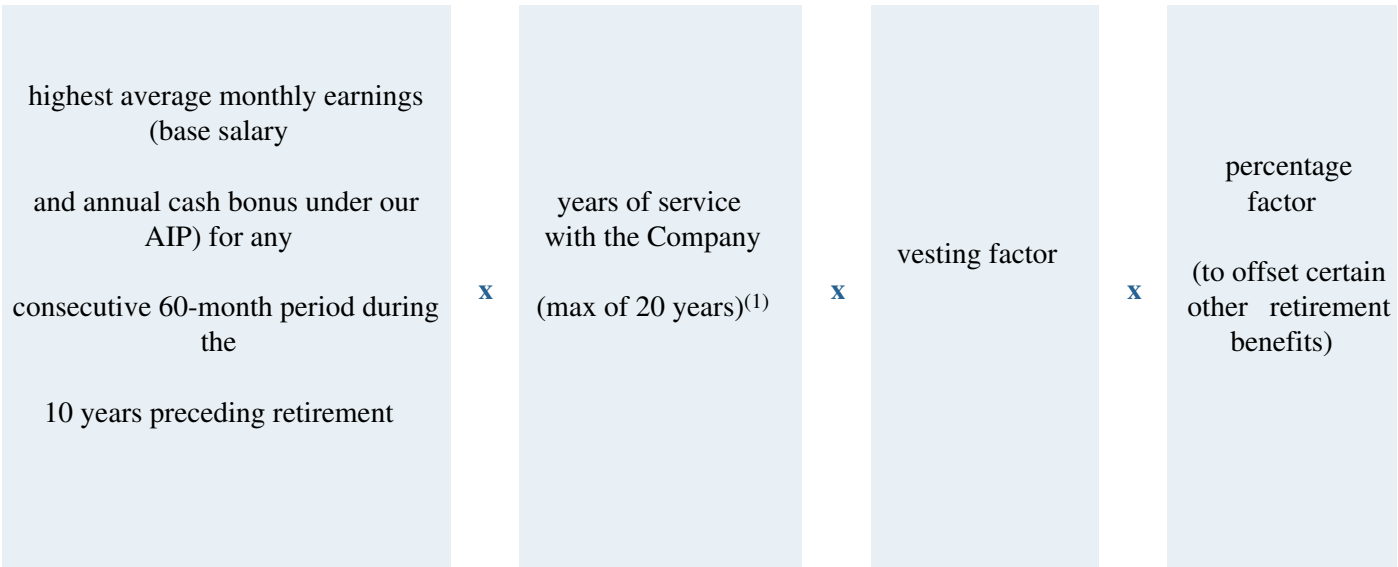 highest average monthly earnings
(base salary
and annual cash bonus under our
AIP) for any
consecutive 60-month period during
the
10 years preceding retirement
x
years of service
with the Company
(max of 20 years)(1)
x
vesting factor
x
percentage
factor
(to offset certain
other retirement
benefits)